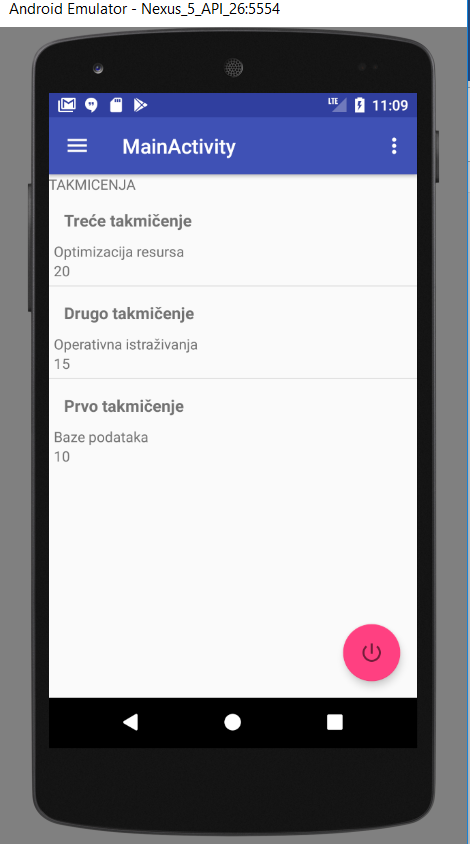 Android Emulator - Nexus_5_API_26:5554
LTE 11:09
MainActivity
TAKMICENJA
Treće takmičenje
Optimizacija resursa
20
Drugo takmičenje
Operativna istraživanja
15
Prvo takmičenje
Baze podataka
10